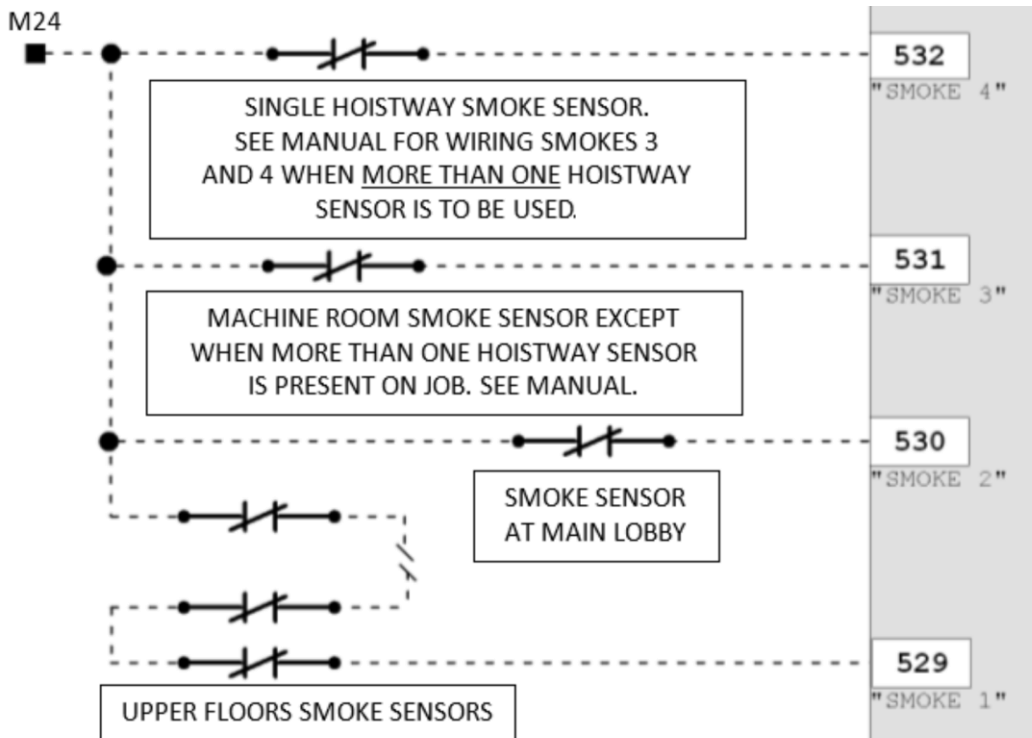 M24
532
"SMOKE 4"
SINGLE HOISTWAY SMOKE SENSOR.
SEE MANUAL FOR WIRING SMOKES 3
AND 4 WHEN MORE THAN ONE HOISTWAY
SENSOR IS TO BE USED.
531
"SMOKE 3"
MACHINE ROOM SMOKE SENSOR EXCEPT
WHEN MORE THAN ONE HOISTWAY SENSOR
IS PRESENT ON JOB. SEE MANUAL.
530
"SMOKE 2"
SMOKE SENSOR
AT MAIN LOBBY
529
"SMOKE 1"
UPPER FLOORS SMOKE SENSORS